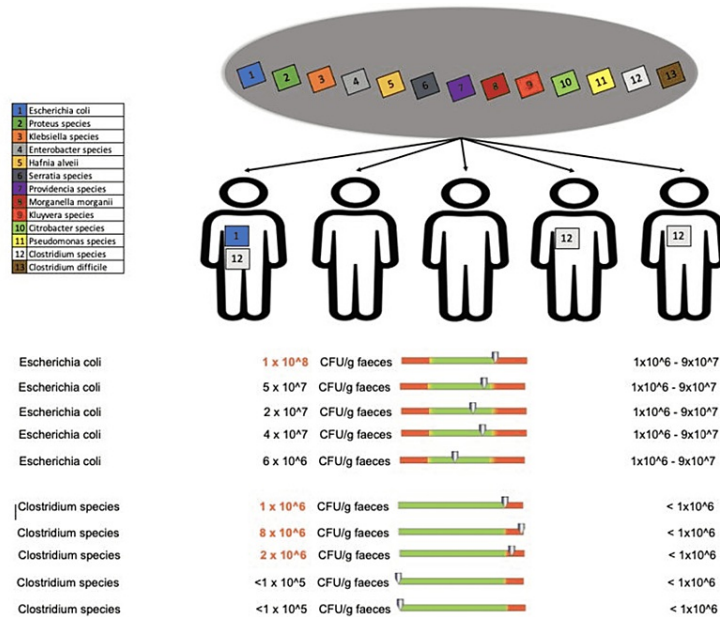 1 2 3 4 5 6 7 8 9 10 11 12 13
1 Escherichia coli
2 Proteus species
3 Klebsiella species
4 Enterobacter species
5 Hafnia alveii
6 Serratia species
7 Providencia species
8 Morganella morganii
9 Kluyvera species
10 Citrobacter species
11 Pseudomonas species
12 Clostridium species
13 Clostridium difficile
1
12
12
12
Escherichia coli 1 x 10^8 CFU/g faeces 1x10^6 - 9x10^7
Escherichia coli 5 x 10^7 CFU/g faeces 1x10^6 - 9x10^7
Escherichia coli 2 x 10^7 CFU/g faeces 1x10^6 - 9x10^7
Escherichia coli 4 x 10^7 CFU/g faeces 1x10^6 - 9x10^7
Escherichia coli 6 x 10^6 CFU/g faeces 1x10^6 - 9x10^7
Clostridium species 1 x 10^6 CFU/g faeces < 1x10^6
Clostridium species 8 x 10^6 CFU/g faeces < 1x10^6
Clostridium species 2 x 10^6 CFU/g faeces < 1x10^6
Clostridium species <1 x 10^5 CFU/g faeces < 1x10^6
Clostridium species <1 x 10^5 CFU/g faeces < 1x10^6